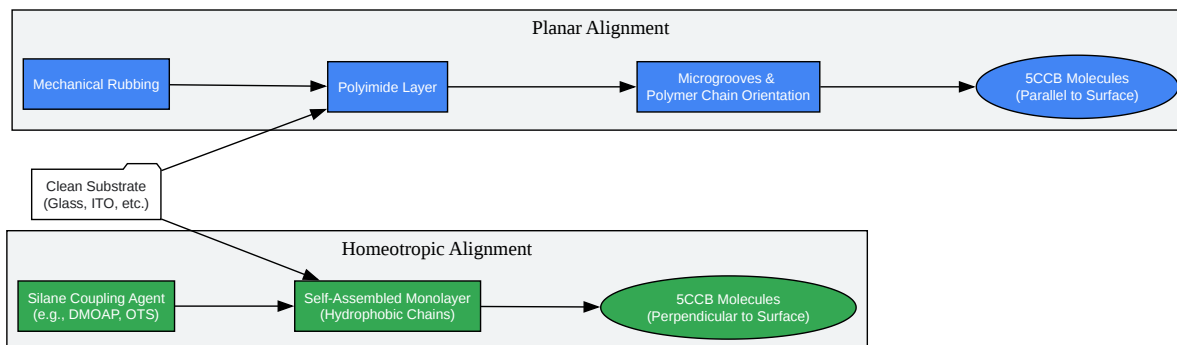 Planar Alignment
Mechanical Rubbing
Polyimide Layer
Microgrooves &
Polymer Chain Orientation
5CCB Molecules
(Parallel to Surface)
Clean Substrate
(Glass, ITO, etc.)
Homeotropic Alignment
Silane Coupling Agent
(e.g., DMOAP, OTS)
Self-Assembled Monolayer
(Hydrophobic Chains)
5CCB Molecules
(Perpendicular to Surface)